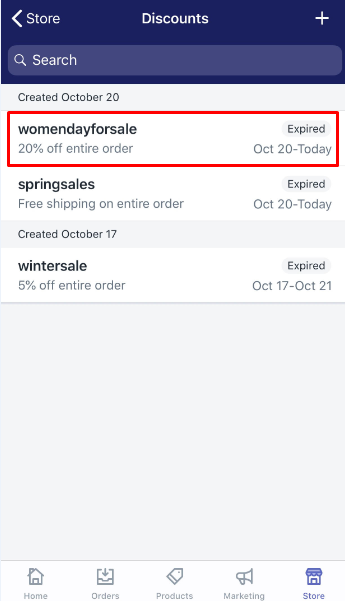 Store Discounts +
Search
Created October 20
womendayforsale Expired
20% off entire order Oct 20-Today
springsales Expired
Free shipping on entire order Oct 20-Today
Created October 17
wintersale Expired
5% off entire order Oct 17-Oct 21
Home Orders Products Marketing Store